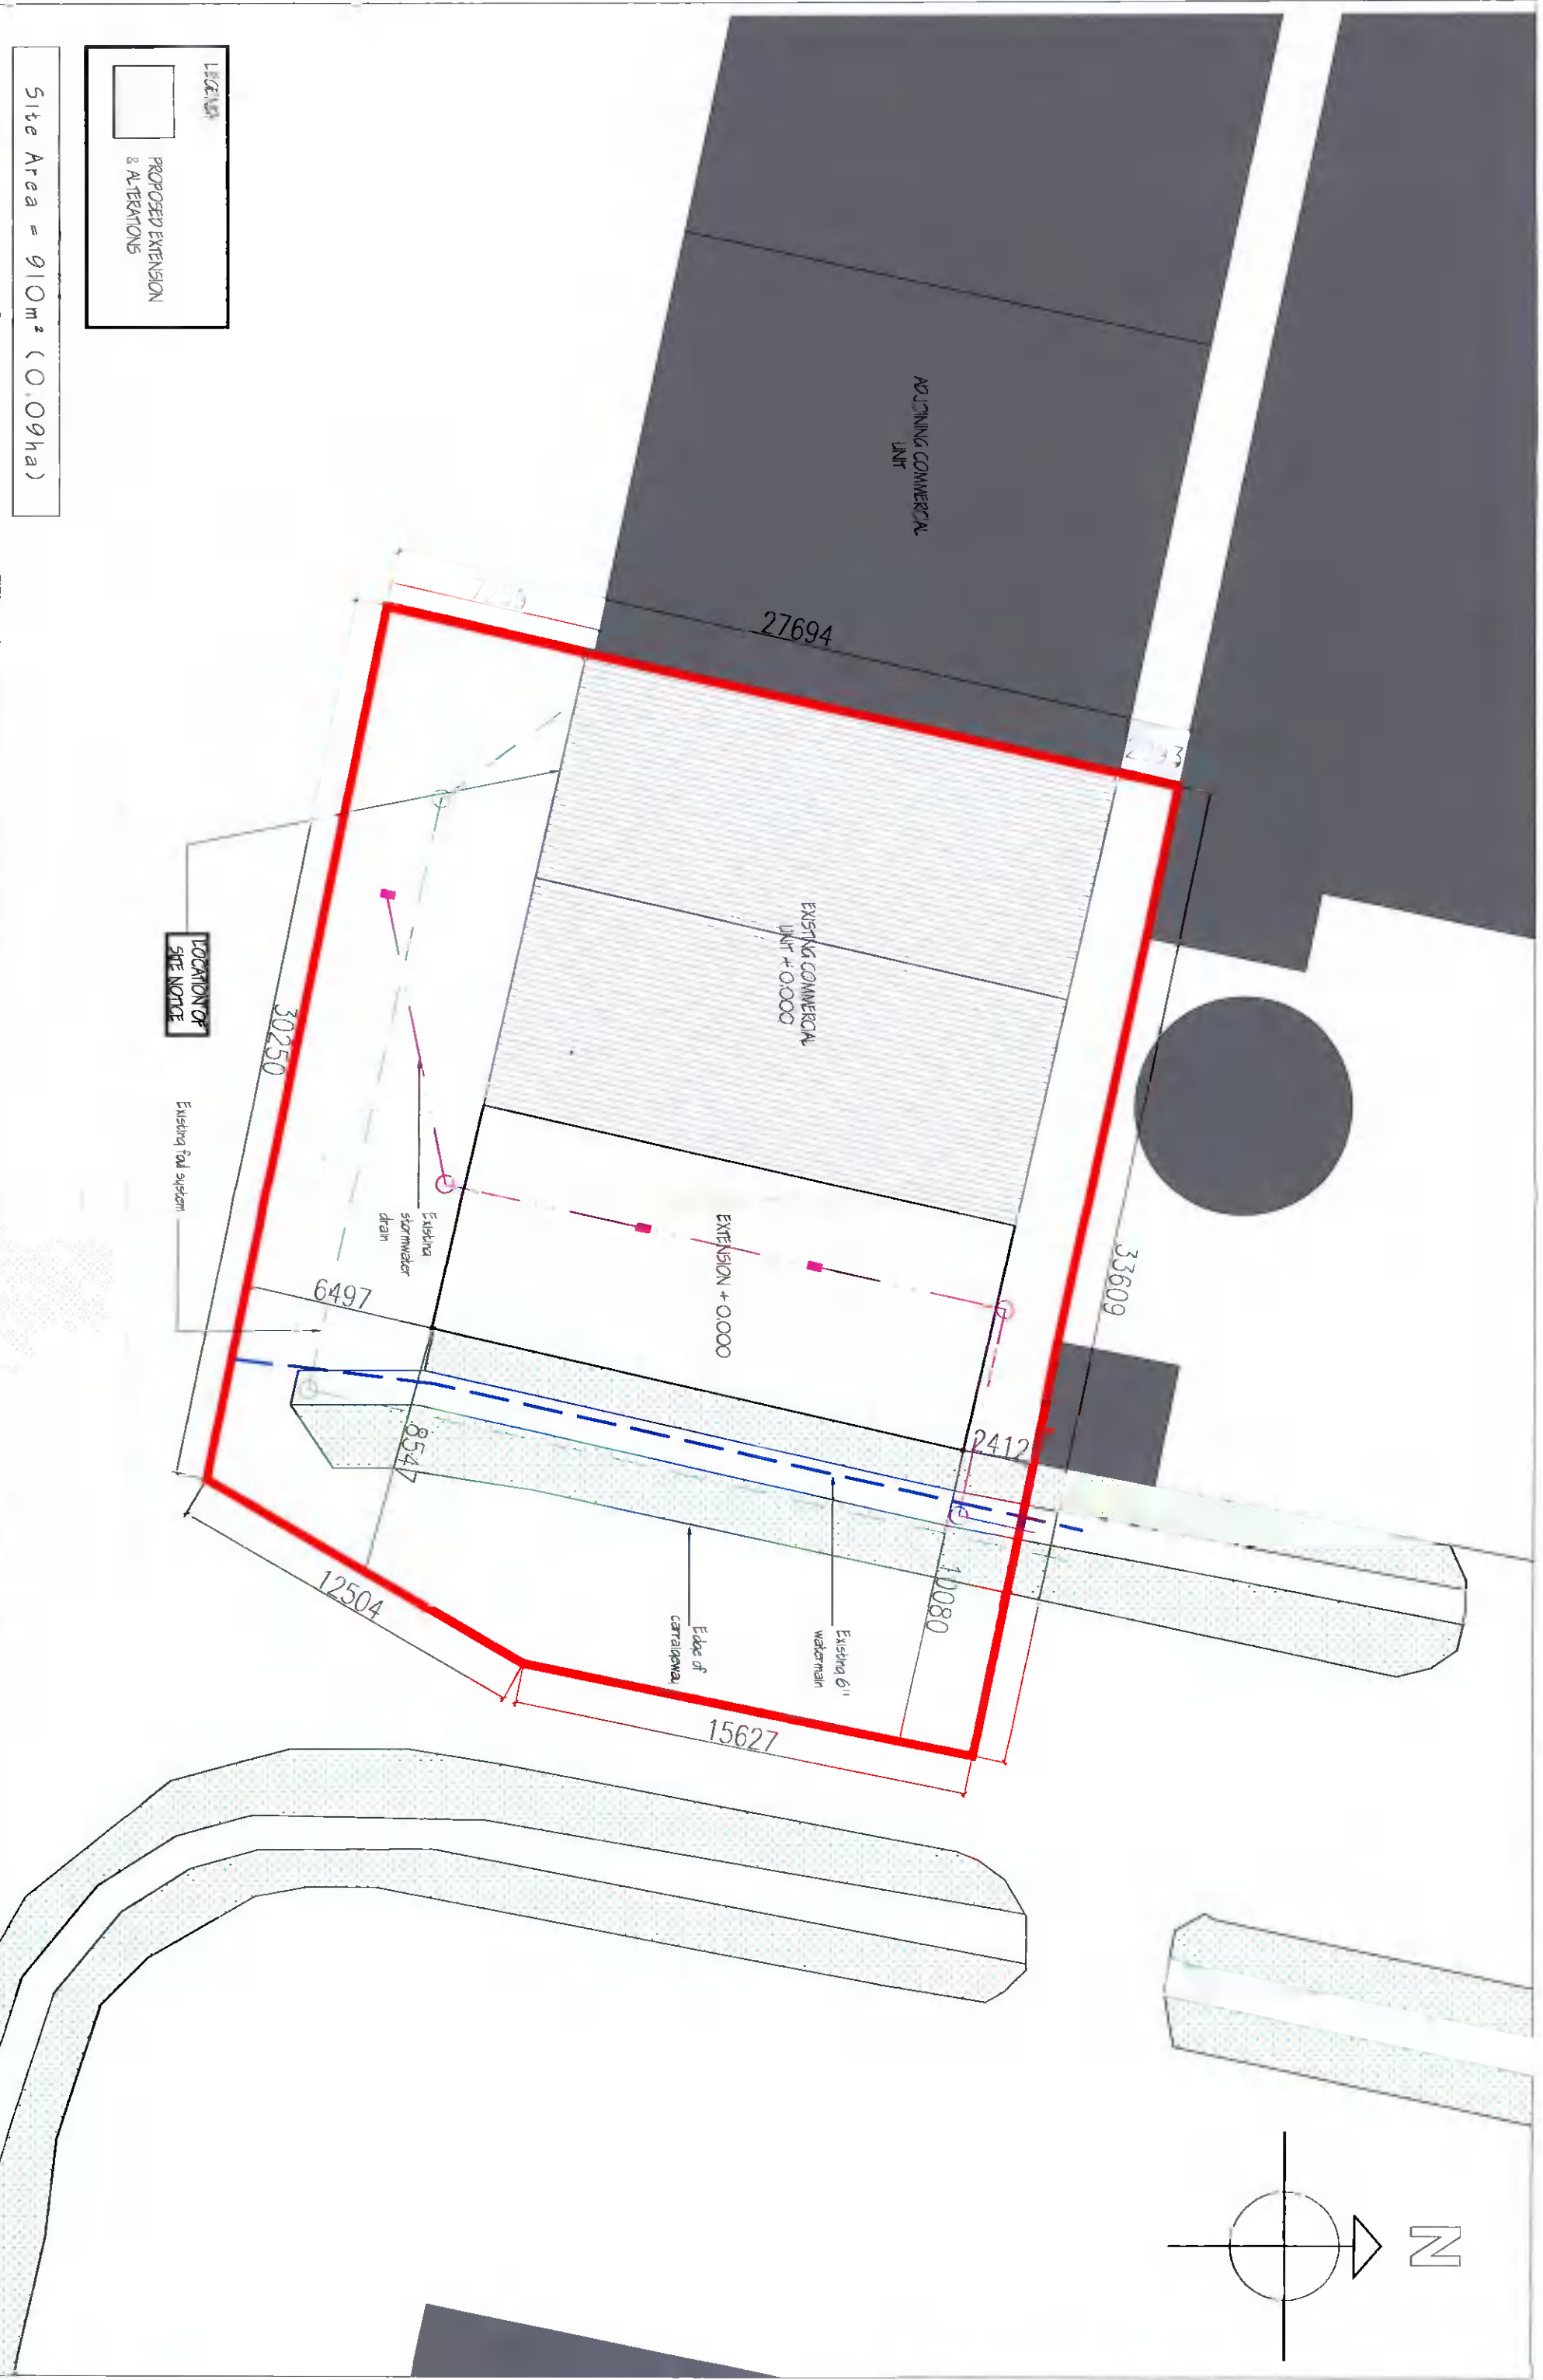 N
ADJOINING COMMERCIAL
UNIT
27694
EXISTING COMMERCIAL
UNIT + 0.000
33609
EXTENSION + 0.000
2412
10080
Existing 6"
watermain
Edge of
carriageway
15627
12504
8547
6497
Existing
stormwater
drain
30250
LOCATION OF
SITE NOTICE
Existing foul system
LEGEND
PROPOSED EXTENSION
& ALTERATIONS
Site Area = 910m² (0.09ha)